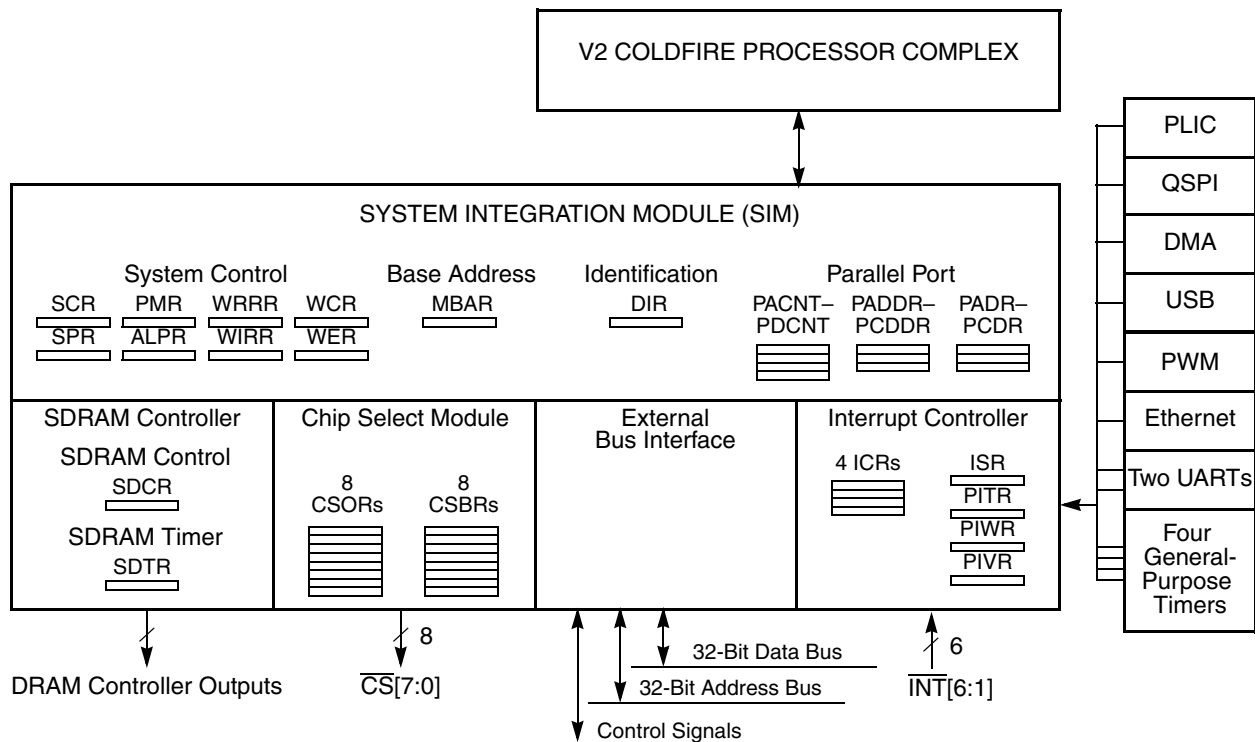 V2 COLDFIRE PROCESSOR COMPLEX
SYSTEM INTEGRATION MODULE (SIM)
System Control
SCR PMR WRRR WCR
SPR ALPR WIRR WER
Base Address
MBAR
Identification
DIR
Parallel Port
PACNT–
PDCNT
PADDR–
PCDDR
PADR–
PCDR
SDRAM Controller
SDRAM Control
SDCR
SDRAM Timer
SDTR
Chip Select Module
8
CSORs
8
CSBRs
External
Bus Interface
Interrupt Controller
4 ICRs
ISR
PITR
PIWR
PIVR
PLIC
QSPI
DMA
USB
PWM
Ethernet
Two UARTs
Four
General-
Purpose
Timers
DRAM Controller Outputs
8
C̅S̅[7:0]
32-Bit Data Bus
32-Bit Address Bus
Control Signals
6
I̅N̅T̅[6:1]